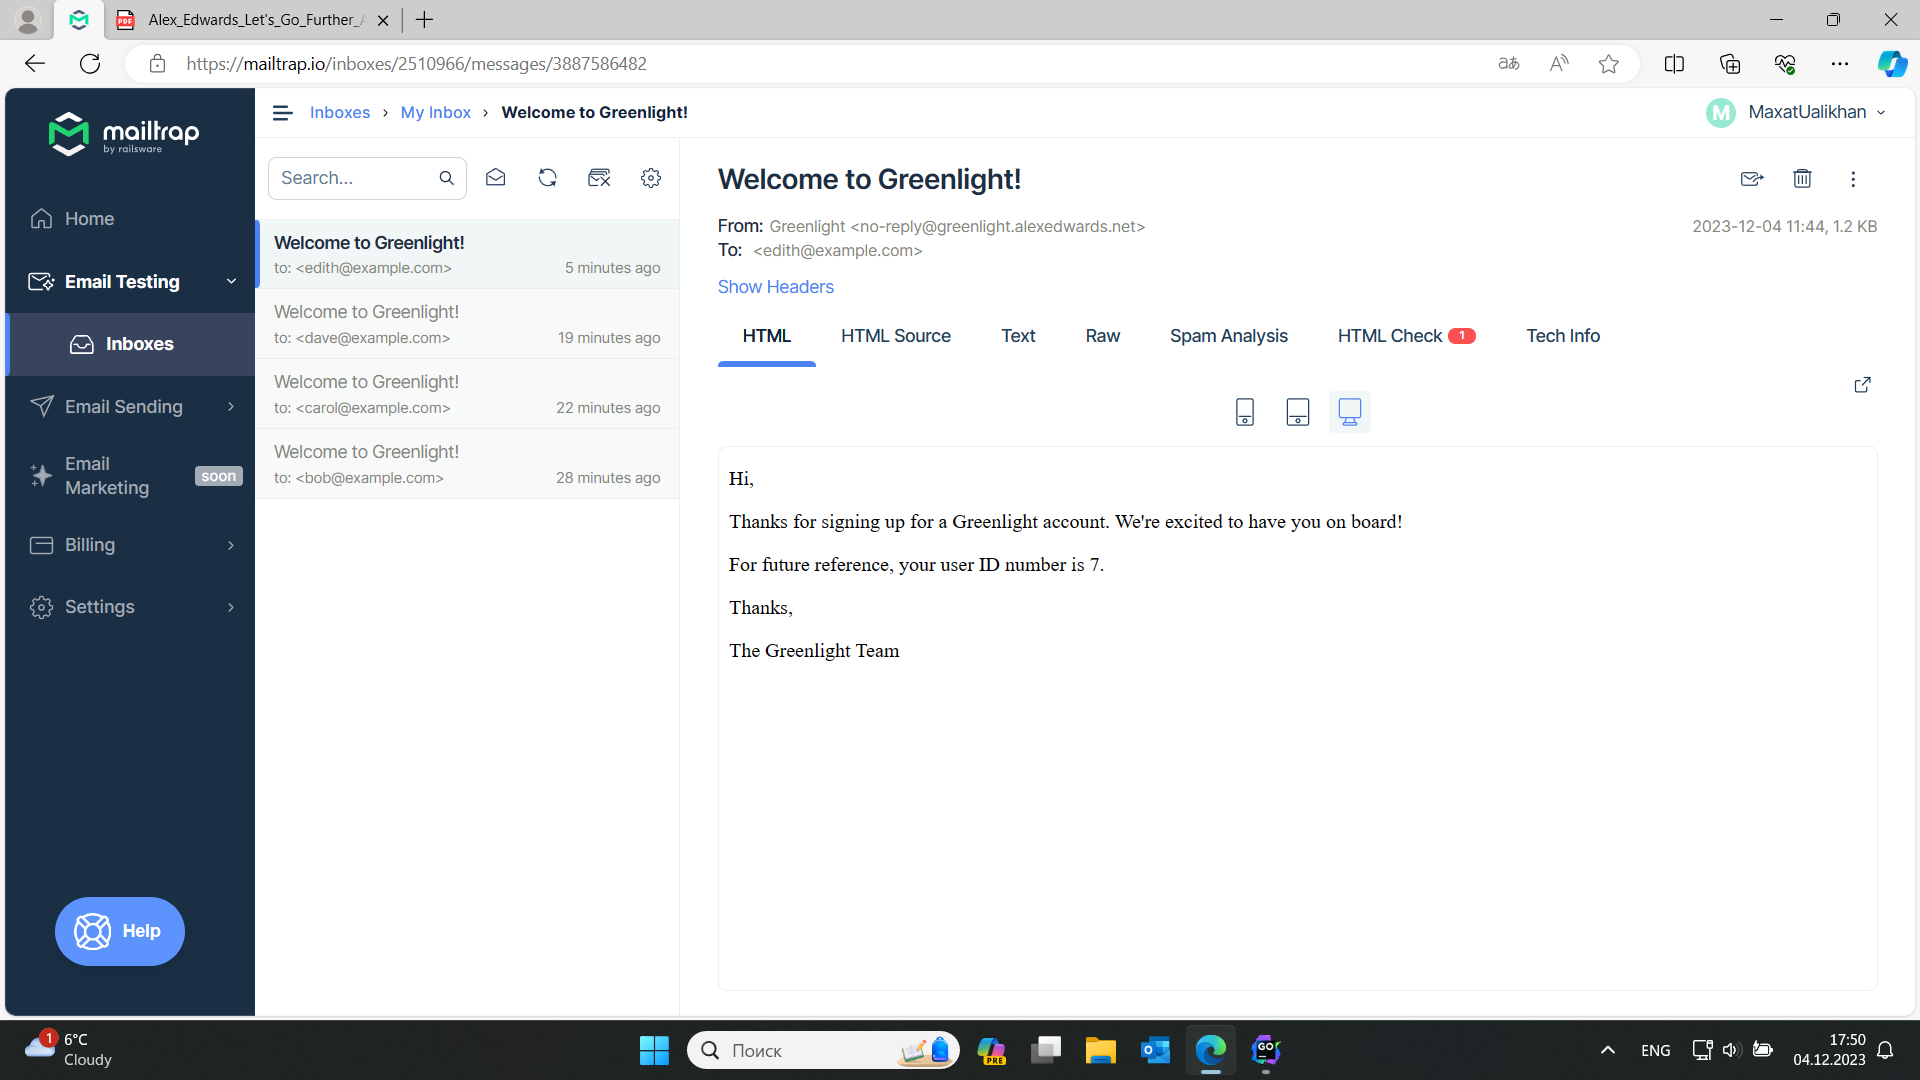 Alex_Edwards_Let's_Go_Further_A
https://mailtrap.io/inboxes/2510966/messages/3887586482
mailtrap
by railsware
Home
Email Testing
Inboxes
Email Sending
Email
Marketing
soon
Billing
Settings
Help
Inboxes › My Inbox › Welcome to Greenlight!
M MaxatUalikhan
Search...
Welcome to Greenlight!
to: <edith@example.com> 5 minutes ago
Welcome to Greenlight!
to: <dave@example.com> 19 minutes ago
Welcome to Greenlight!
to: <carol@example.com> 22 minutes ago
Welcome to Greenlight!
to: <bob@example.com> 28 minutes ago
Welcome to Greenlight!
From: Greenlight <no-reply@greenlight.alexedwards.net> 2023-12-04 11:44, 1.2 KB
To: <edith@example.com>
Show Headers
HTML HTML Source Text Raw Spam Analysis HTML Check 1 Tech Info
Hi,
Thanks for signing up for a Greenlight account. We're excited to have you on board!
For future reference, your user ID number is 7.
Thanks,
The Greenlight Team
1
6°C
Cloudy
Поиск
PRE
GO
ENG
17:50
04.12.2023